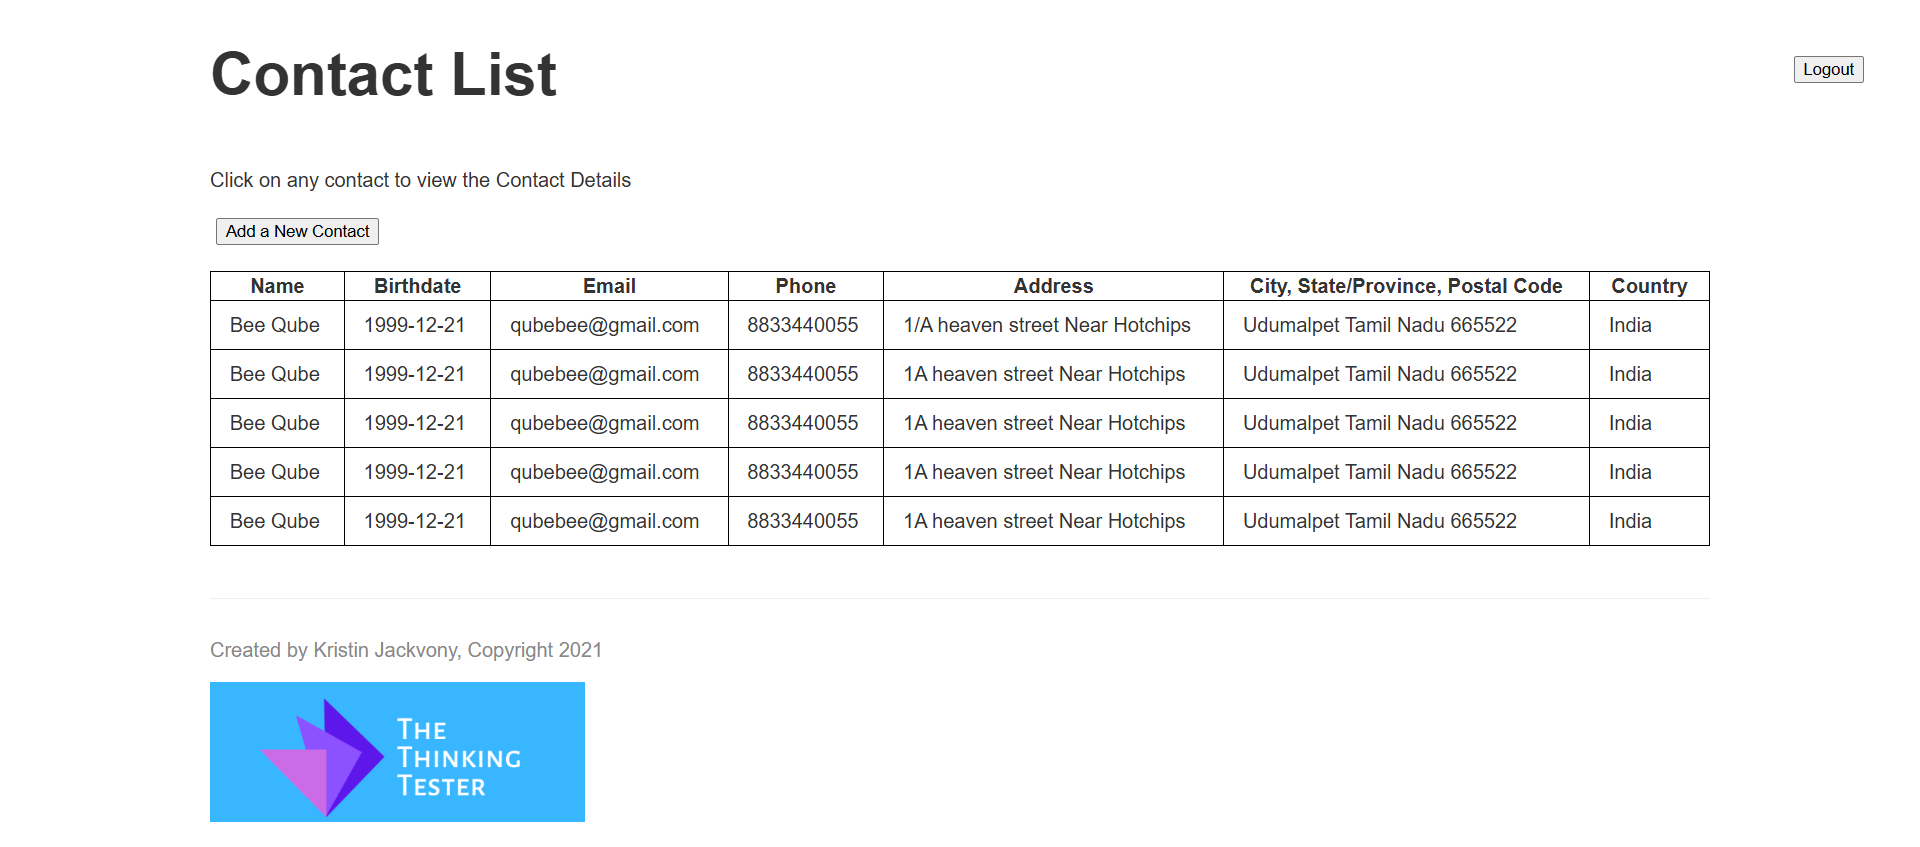 Contact List
Logout
Click on any contact to view the Contact Details
Add a New Contact
Name Birthdate Email Phone Address City, State/Province, Postal Code Country
Bee Qube 1999-12-21 qubebee@gmail.com 8833440055 1/A heaven street Near Hotchips Udumalpet Tamil Nadu 665522 India
Bee Qube 1999-12-21 qubebee@gmail.com 8833440055 1A heaven street Near Hotchips Udumalpet Tamil Nadu 665522 India
Bee Qube 1999-12-21 qubebee@gmail.com 8833440055 1A heaven street Near Hotchips Udumalpet Tamil Nadu 665522 India
Bee Qube 1999-12-21 qubebee@gmail.com 8833440055 1A heaven street Near Hotchips Udumalpet Tamil Nadu 665522 India
Bee Qube 1999-12-21 qubebee@gmail.com 8833440055 1A heaven street Near Hotchips Udumalpet Tamil Nadu 665522 India
Created by Kristin Jackvony, Copyright 2021
THE
THINKING
TESTER